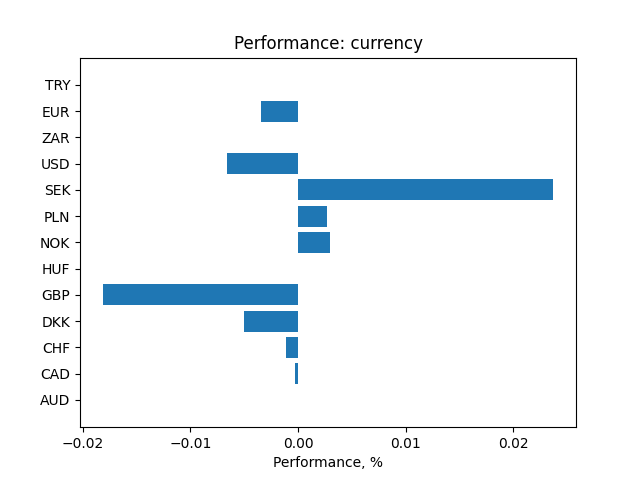 Performance: currency
TRY
EUR
ZAR
USD
SEK
PLN
NOK
HUF
GBP
DKK
CHF
CAD
AUD
−0.02 −0.01 0.00 0.01 0.02
Performance, %